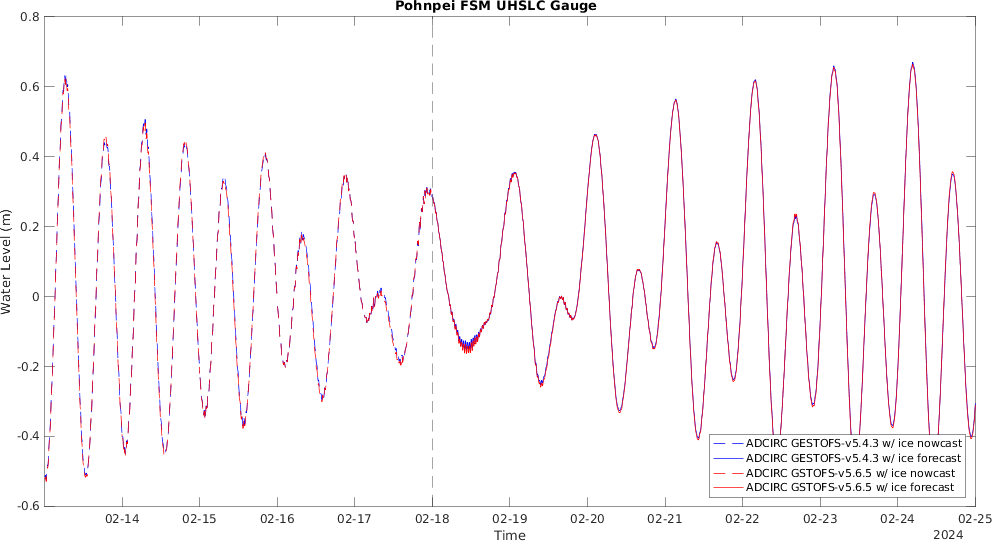 Pohnpei FSM UHSLC Gauge
Water Level (m)
0.8
0.6
0.4
0.2
0
-0.2
-0.4
-0.6
ADCIRC GESTOFS-v5.4.3 w/ ice nowcast
ADCIRC GESTOFS-v5.4.3 w/ ice forecast
ADCIRC GSTOFS-v5.6.5 w/ ice nowcast
ADCIRC GSTOFS-v5.6.5 w/ ice forecast
02-14 02-15 02-16 02-17 02-18 02-19 02-20 02-21 02-22 02-23 02-24 02-25
Time
2024